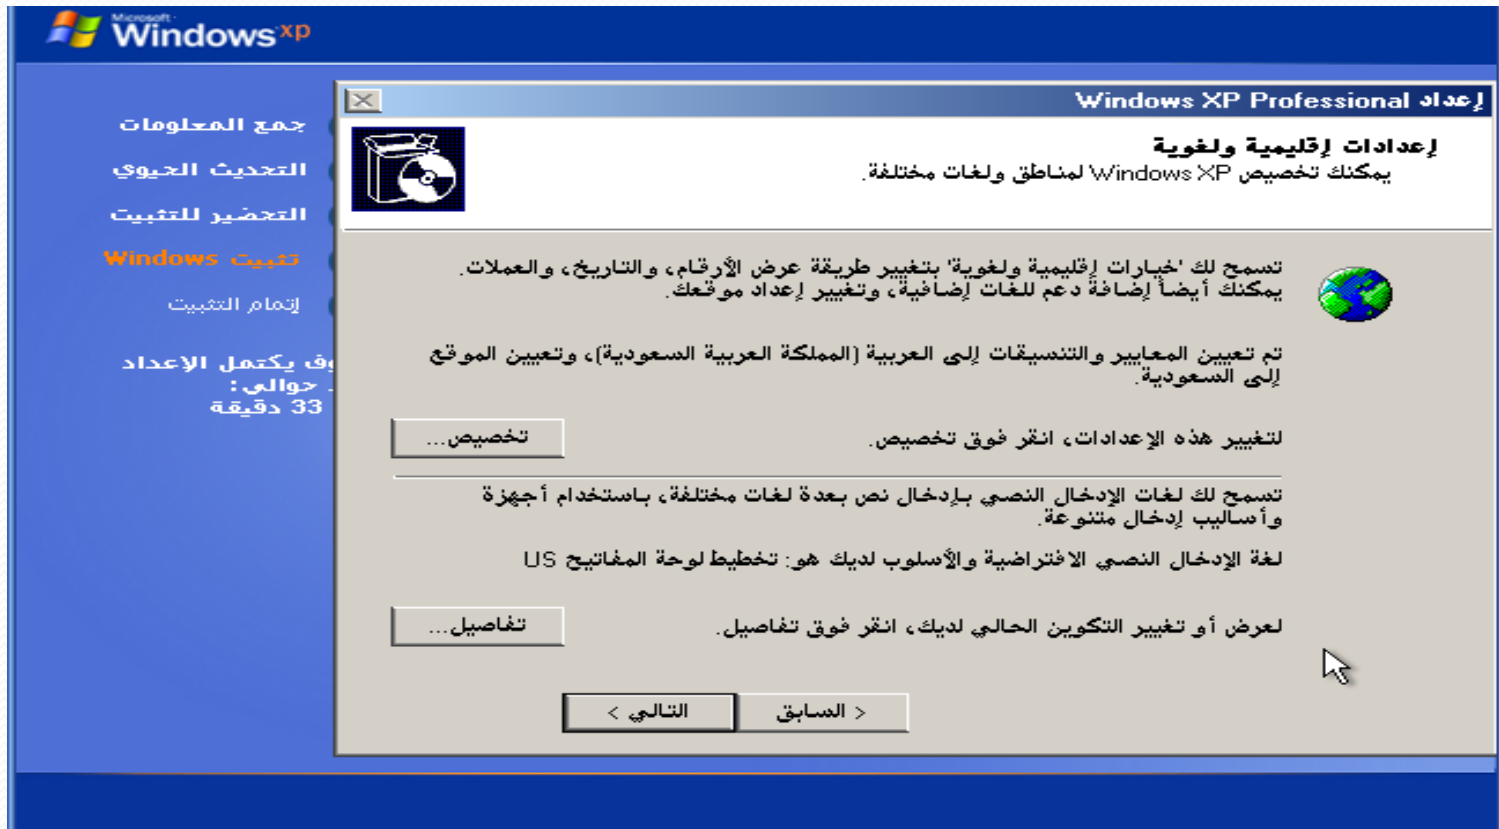 Microsoft
Windows xp
جمع المعلومات
التحديث الحيوي
التحضير للتثبيت
تثبيت Windows
إتمام التثبيت
يكتمل الإعداد
حوالي:
33 دقيقة
إعداد Windows XP Professional
إعدادات إقليمية ولغوية
يمكنك تخصيص Windows XP لمناطق ولغات مختلفة.
تسمح لك 'خيارات إقليمية ولغوية' بتغيير طريقة عرض الأرقام، والتاريخ، والعملات.
يمكنك أيضاً إضافة دعم للغات إضافية، وتغيير إعداد موقعك.
تم تعيين المعايير والتنسيقات إلى العربية (المملكة العربية السعودية)، وتعيين الموقع
إلى السعودية.
لتغيير هذه الإعدادات، انقر فوق تخصيص.
تخصيص...
تسمح لك لغات الإدخال النصي بإدخال نص بعدة لغات مختلفة، باستخدام أجهزة
وأساليب إدخال متنوعة.
لغة الإدخال النصي الافتراضية والأسلوب لديك هو: تخطيط لوحة المفاتيح US
لعرض أو تغيير التكوين الحالي لديك، انقر فوق تفاصيل.
تفاصيل...
< السابق
التالي >